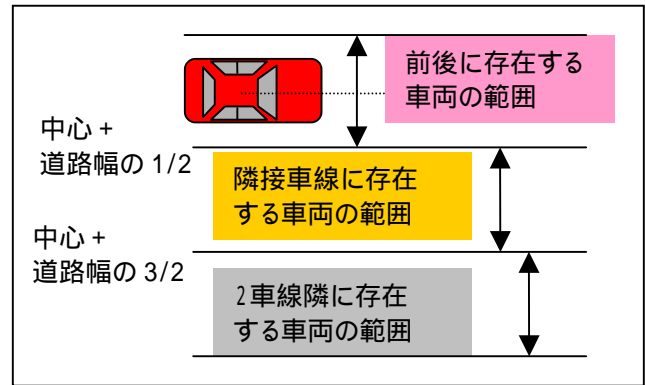 前後に存在する
車両の範囲
中心 +
道路幅の 1/2
隣接車線に存在
する車両の範囲
中心 +
道路幅の 3/2
2車線隣に存在
する車両の範囲